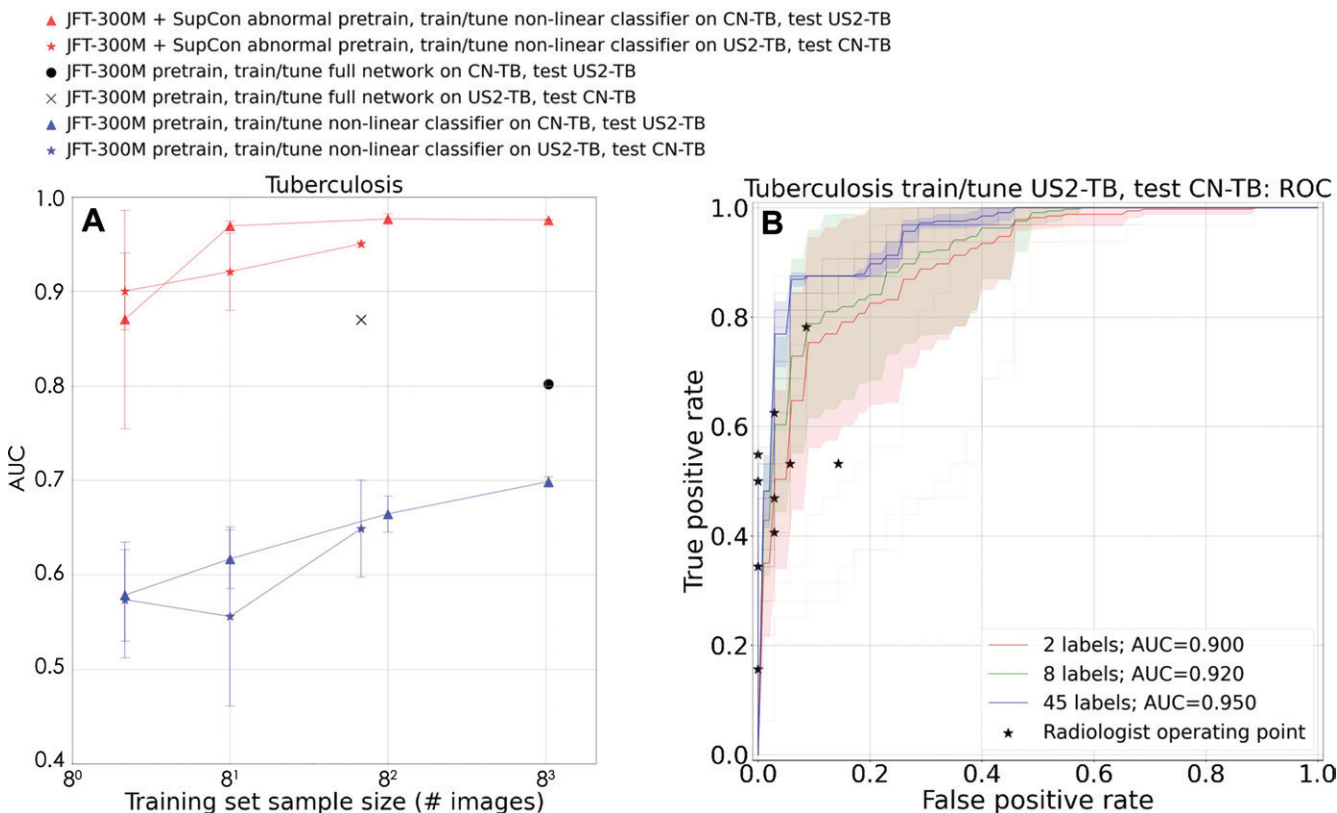 JFT-300M + SupCon abnormal pretrain, train/tune non-linear classifier on CN-TB, test US2-TB
JFT-300M + SupCon abnormal pretrain, train/tune non-linear classifier on US2-TB, test CN-TB
JFT-300M pretrain, train/tune full network on CN-TB, test US2-TB
JFT-300M pretrain, train/tune full network on US2-TB, test CN-TB
JFT-300M pretrain, train/tune non-linear classifier on CN-TB, test US2-TB
JFT-300M pretrain, train/tune non-linear classifier on US2-TB, test CN-TB
Tuberculosis
A
AUC
1.0
0.9
0.8
0.7
0.6
0.5
0.4
8⁰ 8¹ 8² 8³
Training set sample size (# images)
Tuberculosis train/tune US2-TB, test CN-TB: ROC
B
True positive rate
1.0
0.8
0.6
0.4
0.2
0.0
2 labels; AUC=0.900
8 labels; AUC=0.920
45 labels; AUC=0.950
Radiologist operating point
0.0 0.2 0.4 0.6 0.8 1.0
False positive rate